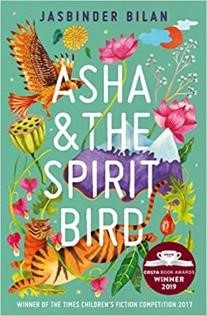 JASBINDER BILAN
ASHA
& THE
SPIRIT
BIRD
COSTA
COSTA BOOK AWARDS
WINNER
2019
WINNER OF THE TIMES CHILDREN'S FICTION COMPETITION 2017